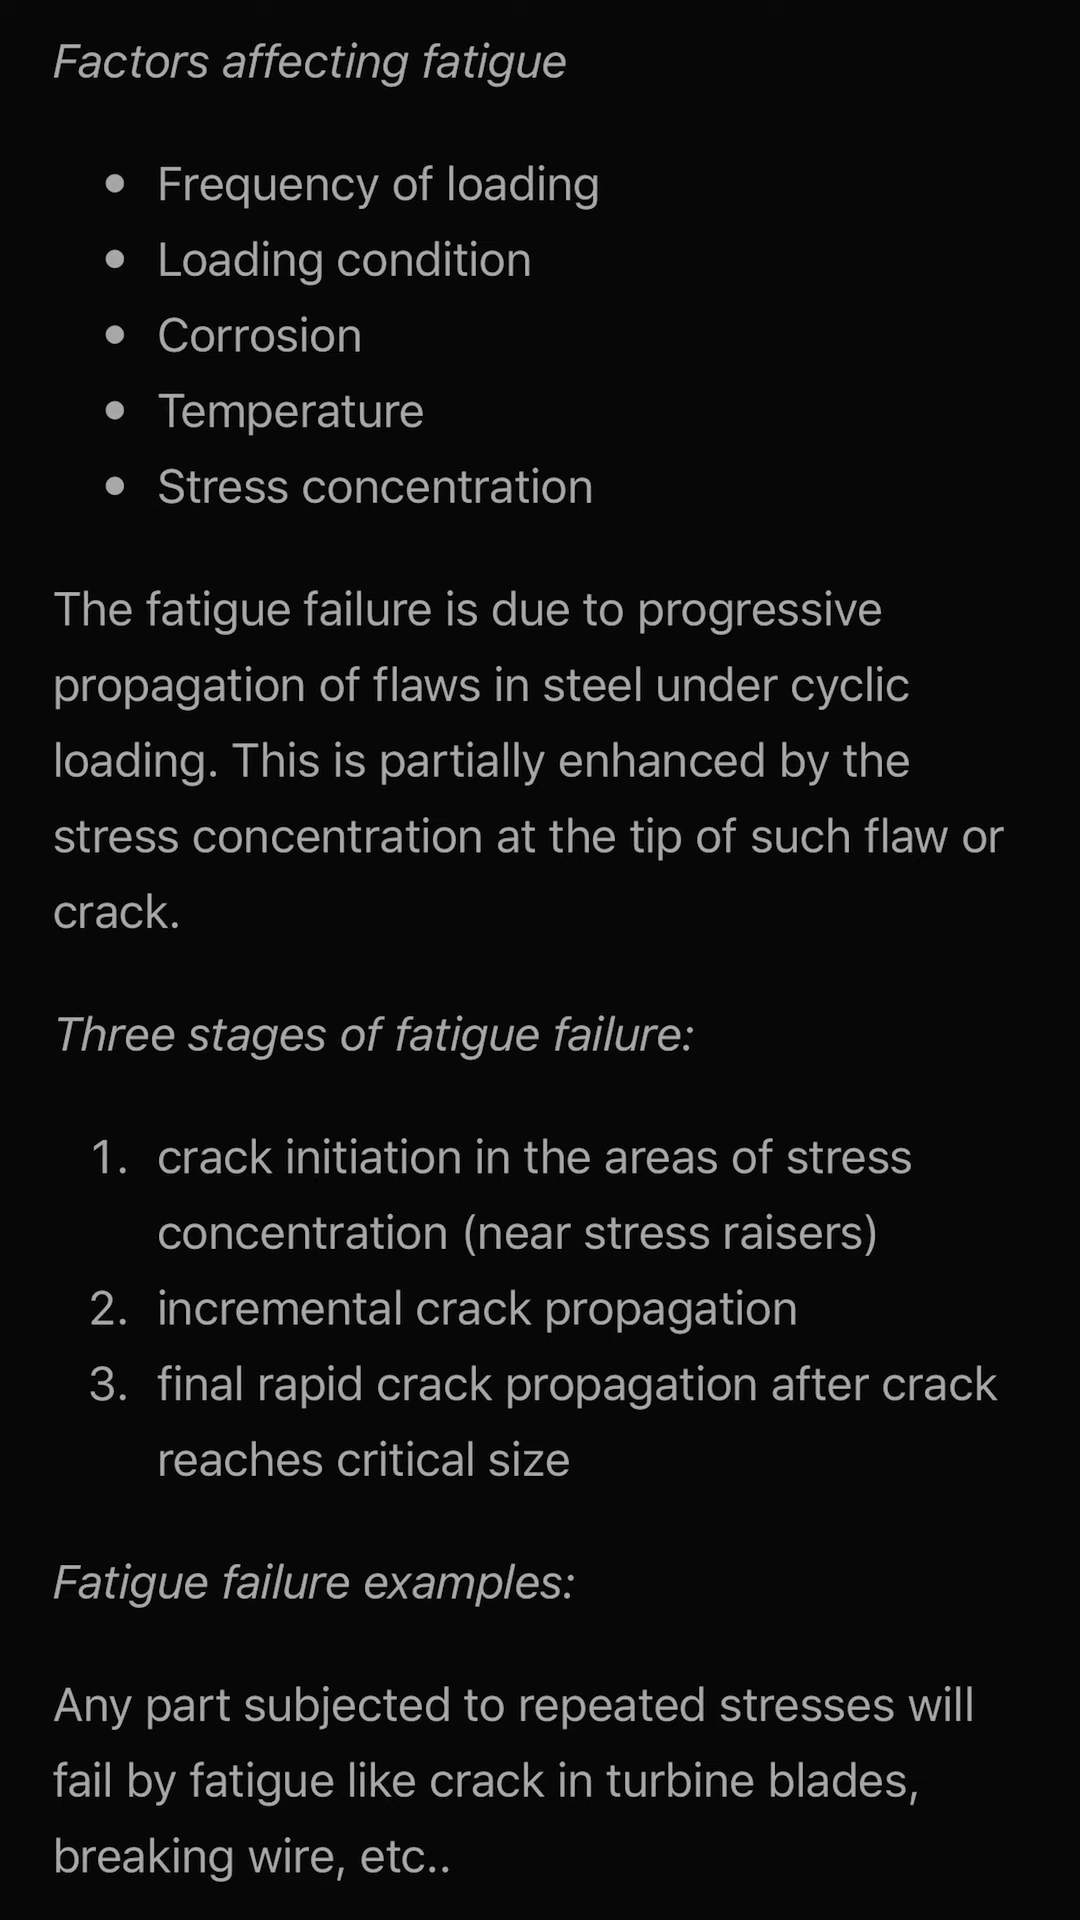 Factors affecting fatigue
• Frequency of loading
• Loading condition
• Corrosion
• Temperature
• Stress concentration
The fatigue failure is due to progressive
propagation of flaws in steel under cyclic
loading. This is partially enhanced by the
stress concentration at the tip of such flaw or
crack.
Three stages of fatigue failure:
1. crack initiation in the areas of stress
concentration (near stress raisers)
2. incremental crack propagation
3. final rapid crack propagation after crack
reaches critical size
Fatigue failure examples:
Any part subjected to repeated stresses will
fail by fatigue like crack in turbine blades,
breaking wire, etc..